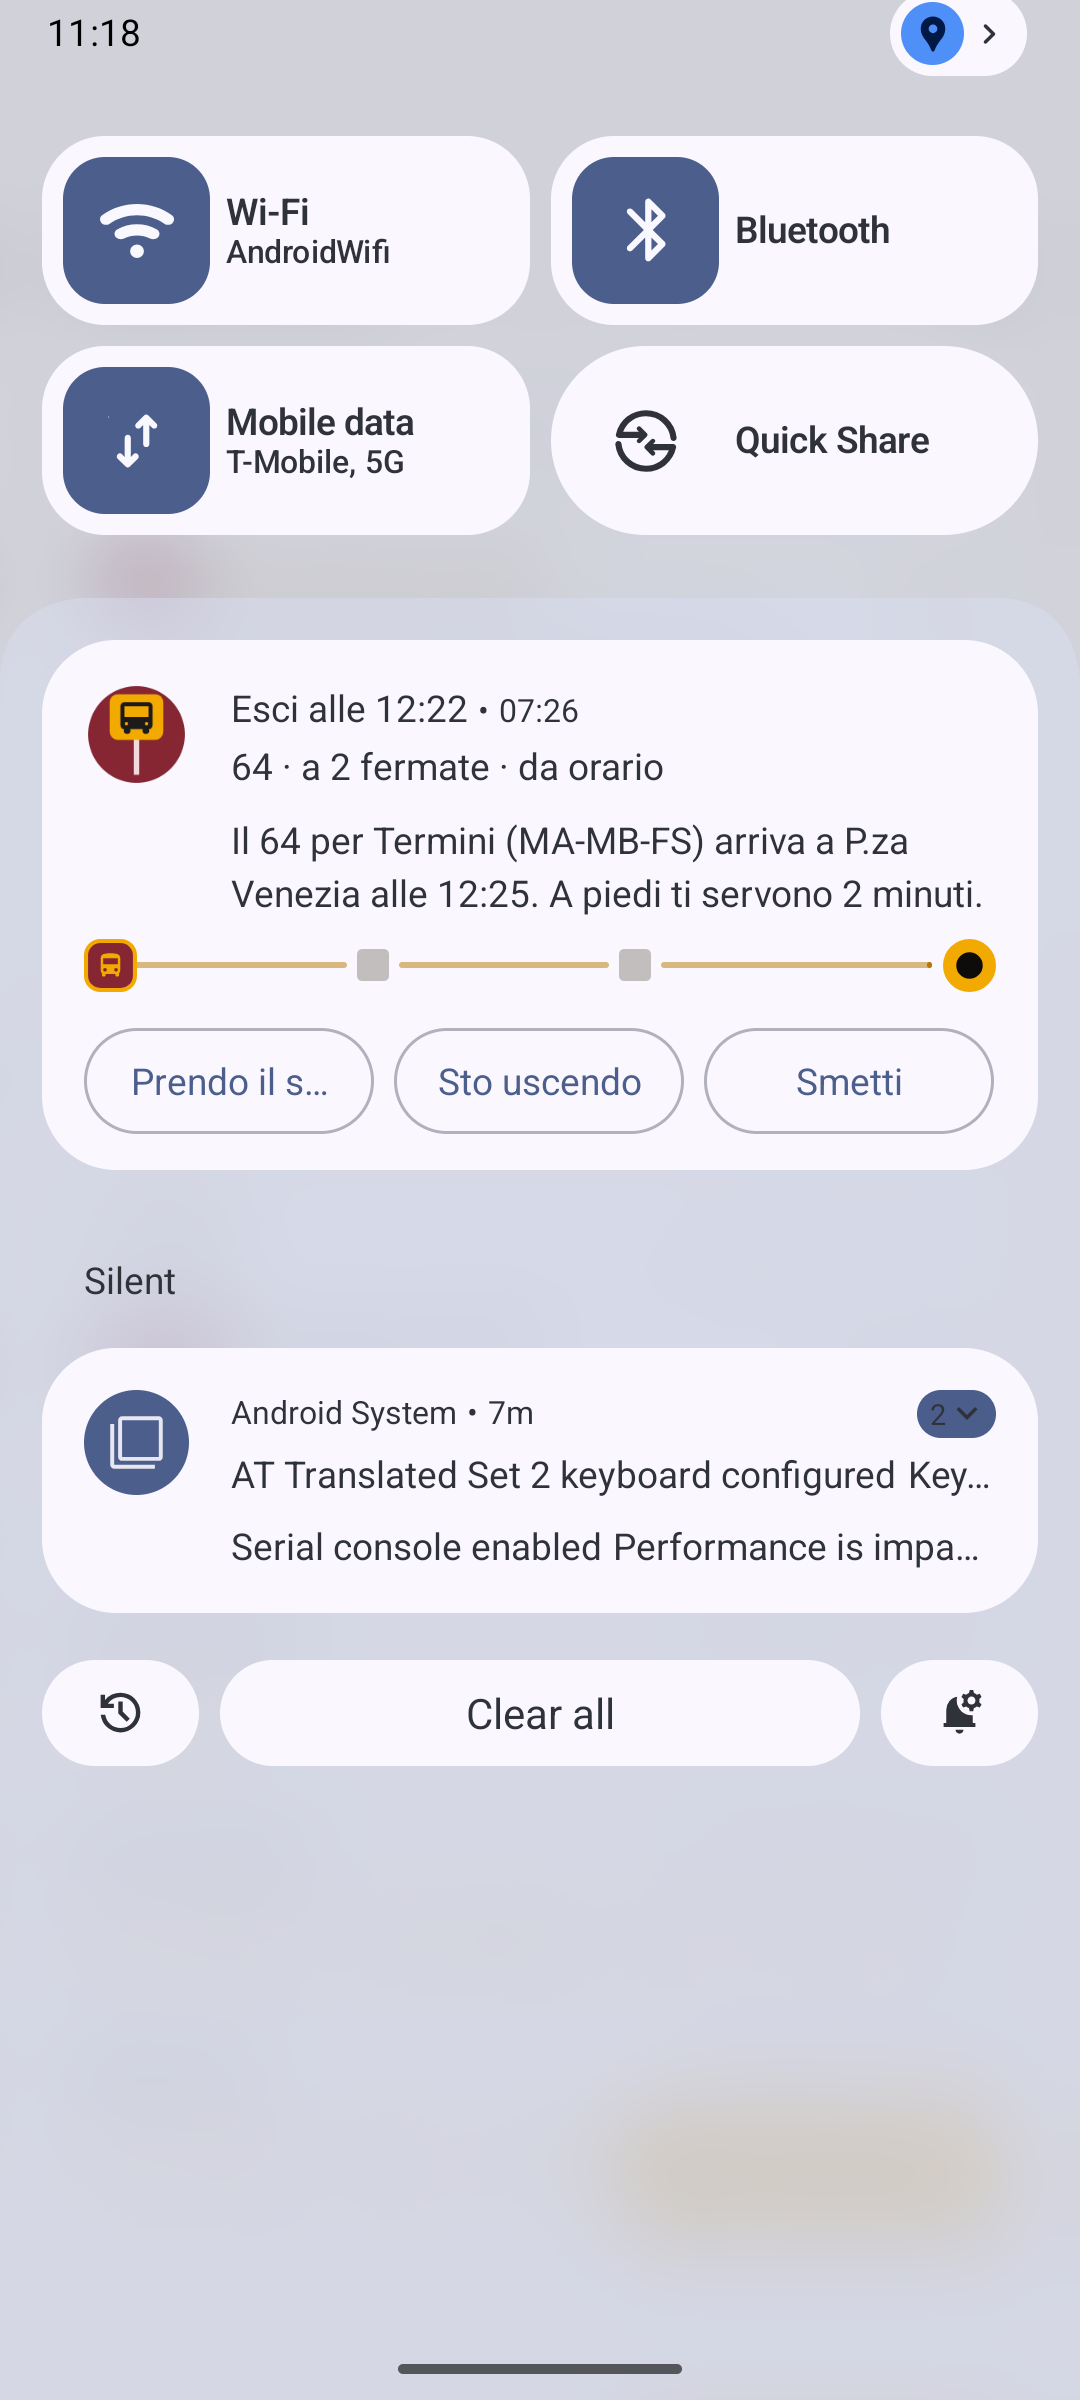 11:18
Wi-Fi
AndroidWifi
Bluetooth
Mobile data
T-Mobile, 5G
Quick Share
Esci alle 12:22 • 07:26
64 · a 2 fermate · da orario
Il 64 per Termini (MA-MB-FS) arriva a P.za
Venezia alle 12:25. A piedi ti servono 2 minuti.
Prendo il s…
Sto uscendo
Smetti
Silent
Android System • 7m
2
AT Translated Set 2 keyboard configured Key…
Serial console enabled Performance is impa…
Clear all